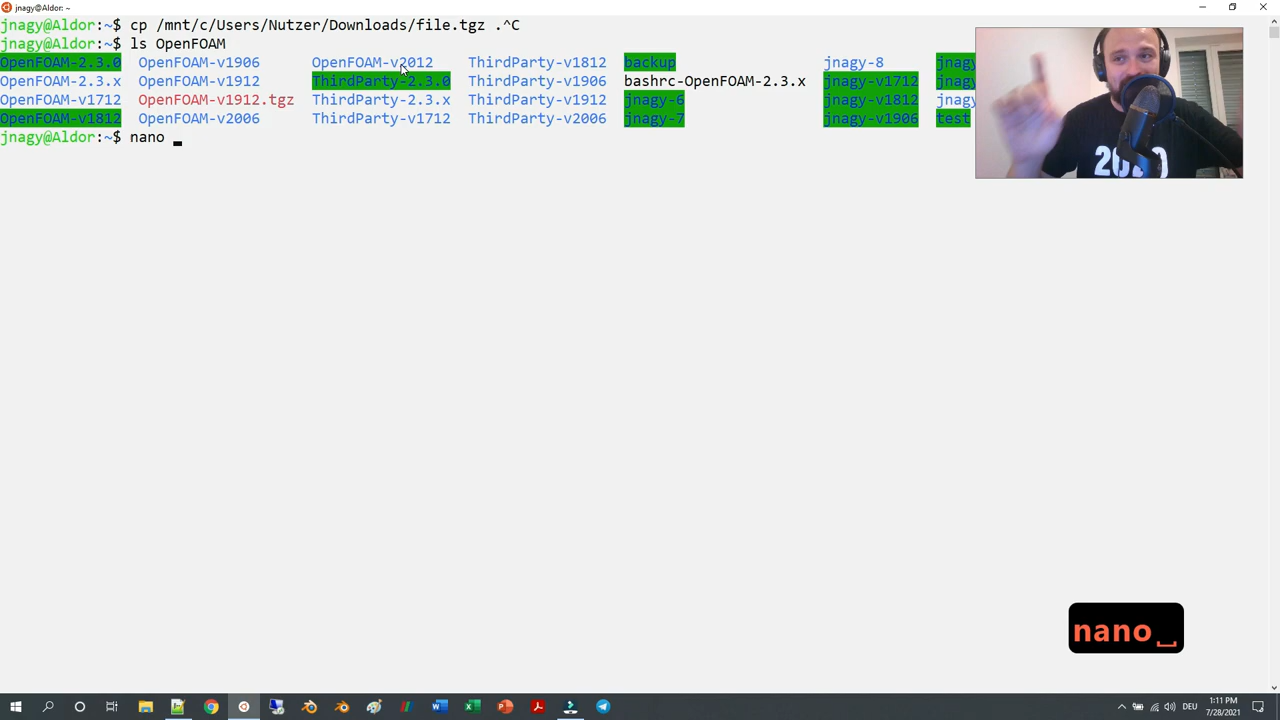 jnagy@Aldor: ~
jnagy@Aldor:~$ cp /mnt/c/Users/Nutzer/Downloads/file.tgz .^C
jnagy@Aldor:~$ ls OpenFOAM
OpenFOAM-2.3.0 OpenFOAM-v1906 OpenFOAM-v2012 ThirdParty-v1812 backup jnagy-8 jnagy
OpenFOAM-2.3.x OpenFOAM-v1912 ThirdParty-2.3.0 ThirdParty-v1906 bashrc-OpenFOAM-2.3.x jnagy-v1712 jnagy
OpenFOAM-v1712 OpenFOAM-v1912.tgz ThirdParty-2.3.x ThirdParty-v1912 jnagy-6 jnagy-v1812 jnagy
OpenFOAM-v1812 OpenFOAM-v2006 ThirdParty-v1712 ThirdParty-v2006 jnagy-7 jnagy-v1906 test
jnagy@Aldor:~$ nano
nano
DEU
1:11 PM
7/28/2021